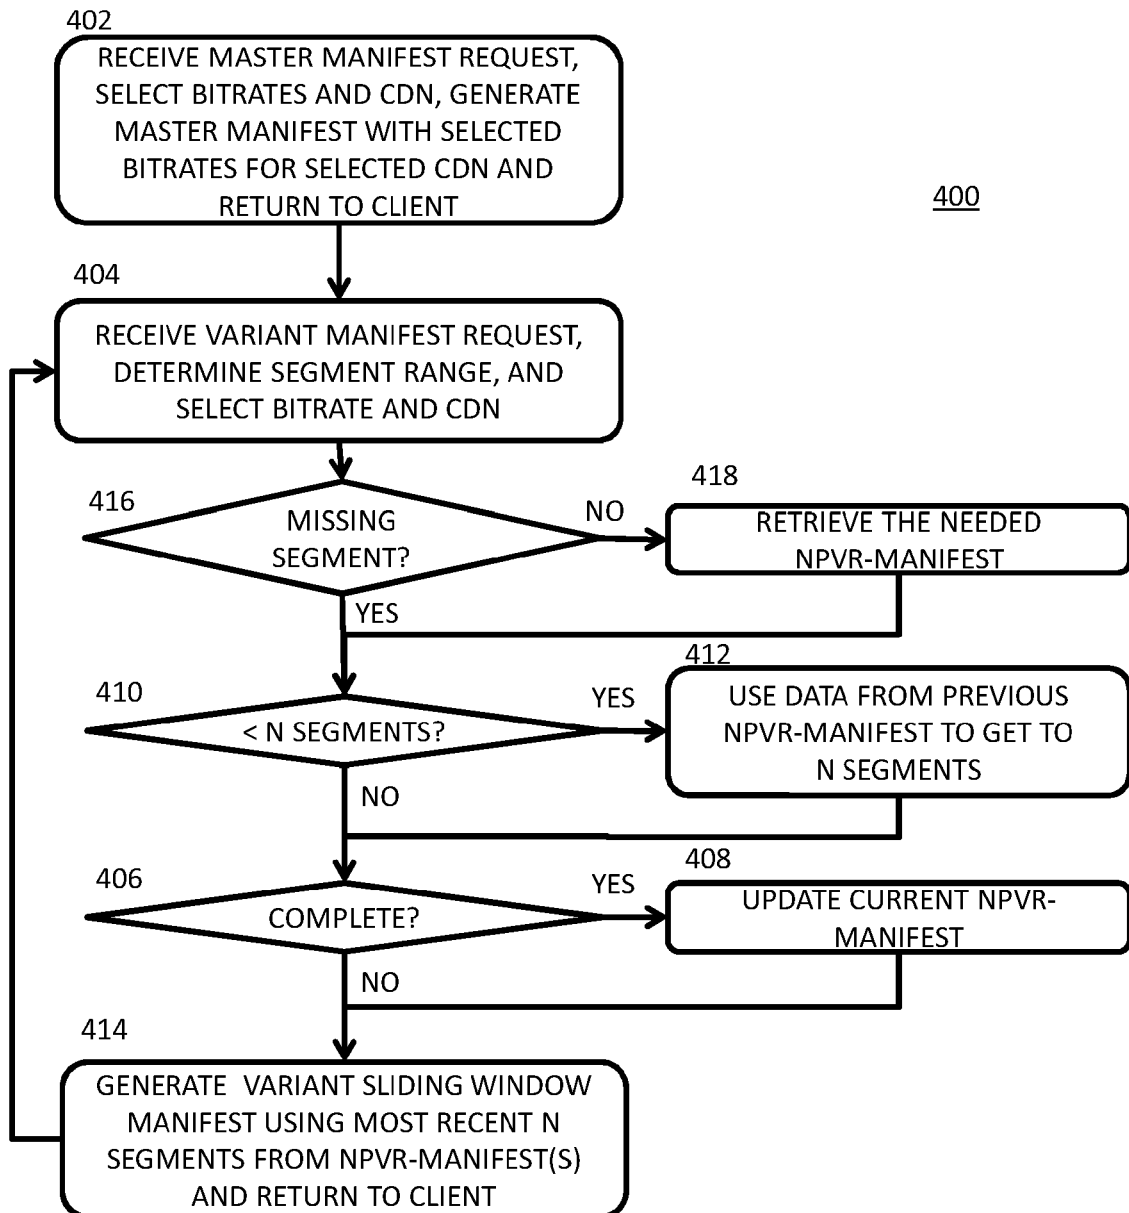 402
RECEIVE MASTER MANIFEST REQUEST,
SELECT BITRATES AND CDN, GENERATE
MASTER MANIFEST WITH SELECTED
BITRATES FOR SELECTED CDN AND
RETURN TO CLIENT
400
404
RECEIVE VARIANT MANIFEST REQUEST,
DETERMINE SEGMENT RANGE, AND
SELECT BITRATE AND CDN
416
MISSING
SEGMENT?
NO
418
RETRIEVE THE NEEDED
NPVR-MANIFEST
YES
410
< N SEGMENTS?
YES
412
USE DATA FROM PREVIOUS
NPVR-MANIFEST TO GET TO
N SEGMENTS
NO
406
COMPLETE?
YES
408
UPDATE CURRENT NPVR-
MANIFEST
NO
414
GENERATE VARIANT SLIDING WINDOW
MANIFEST USING MOST RECENT N
SEGMENTS FROM NPVR-MANIFEST(S)
AND RETURN TO CLIENT